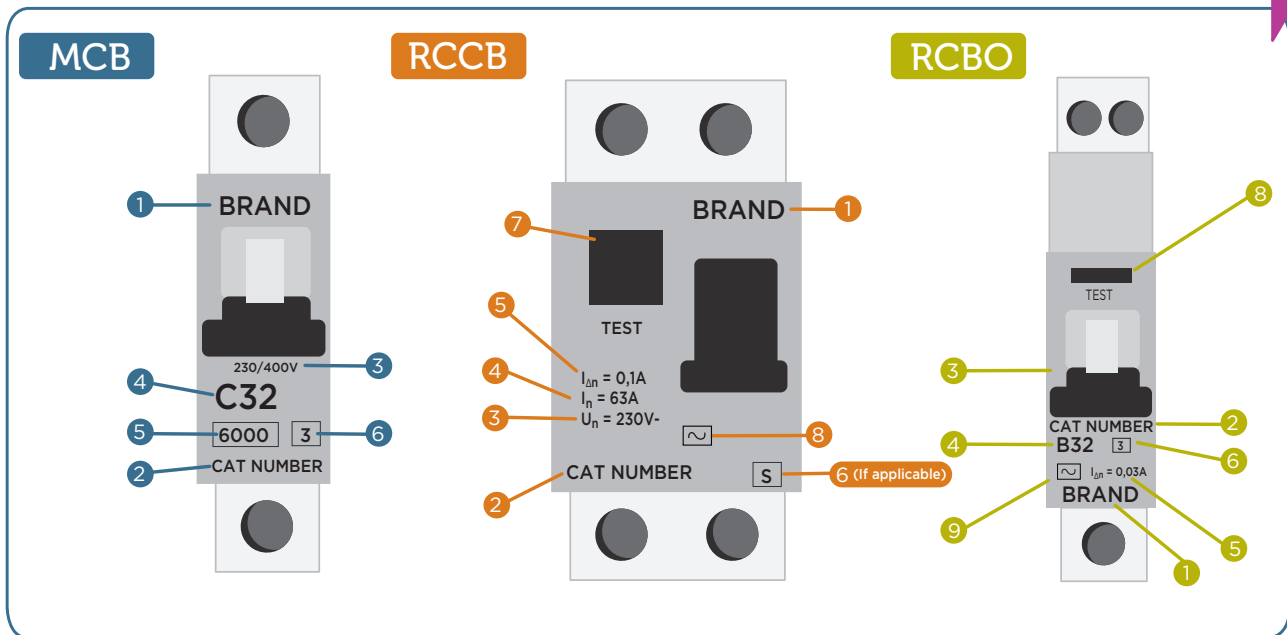 MCB
1
BRAND
230/400V
3
4
C32
5
6000
3
6
2
CAT NUMBER
RCCB
BRAND
1
7
TEST
5
I∆n = 0,1A
4
In = 63A
3
Un = 230V~
8
CAT NUMBER
2
S
6 (If applicable)
RCBO
8
TEST
3
CAT NUMBER
2
4
B32
3
6
I∆n = 0,03A
BRAND
9
5
1